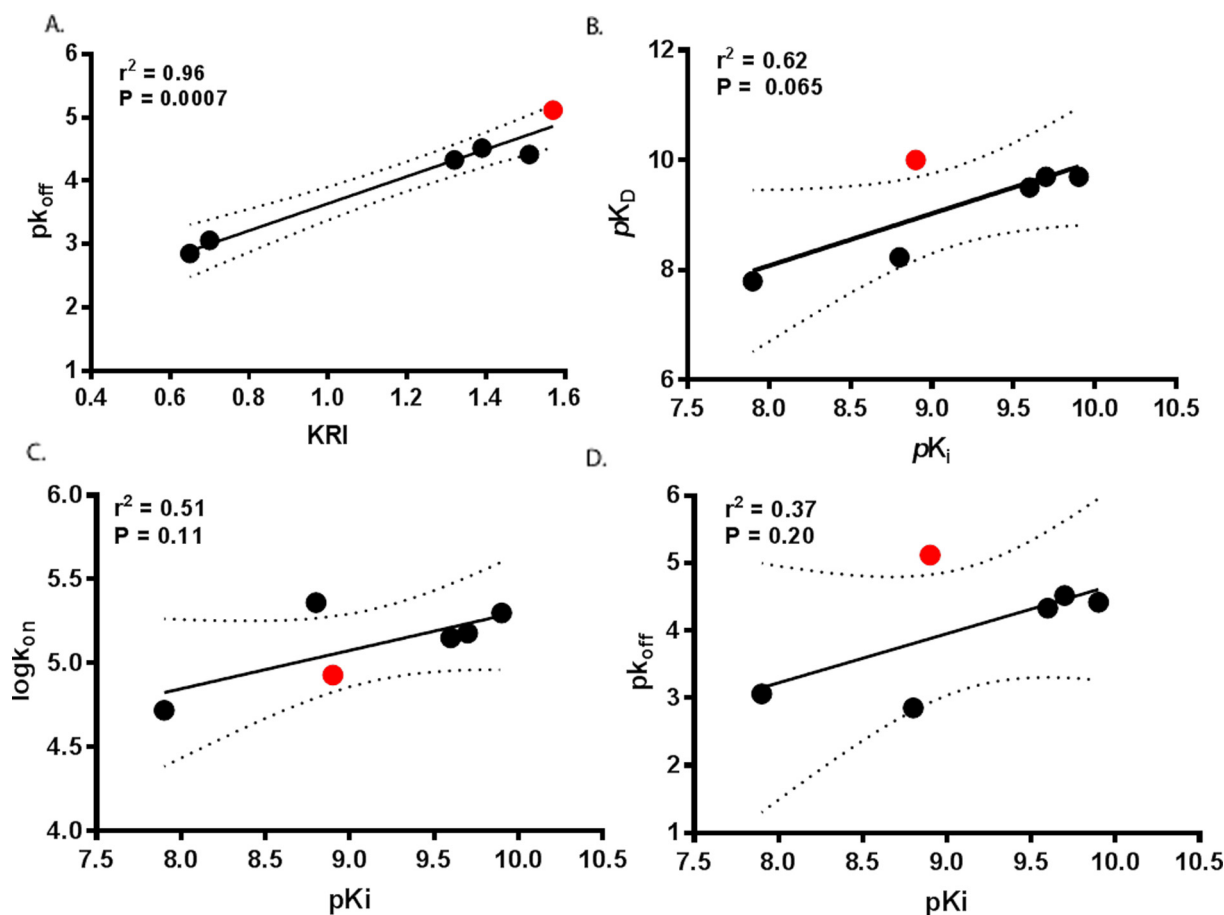 A.
r² = 0.96
P = 0.0007
pk_off
6
5
4
3
2
1
0.4 0.6 0.8 1.0 1.2 1.4 1.6
KRI
B.
r² = 0.62
P = 0.065
pK_D
12
10
8
6
7.5 8.0 8.5 9.0 9.5 10.0 10.5
pK_i
C.
r² = 0.51
P = 0.11
logk_on
6.0
5.5
5.0
4.5
4.0
7.5 8.0 8.5 9.0 9.5 10.0 10.5
pKi
D.
r² = 0.37
P = 0.20
pk_off
6
5
4
3
2
1
7.5 8.0 8.5 9.0 9.5 10.0 10.5
pKi